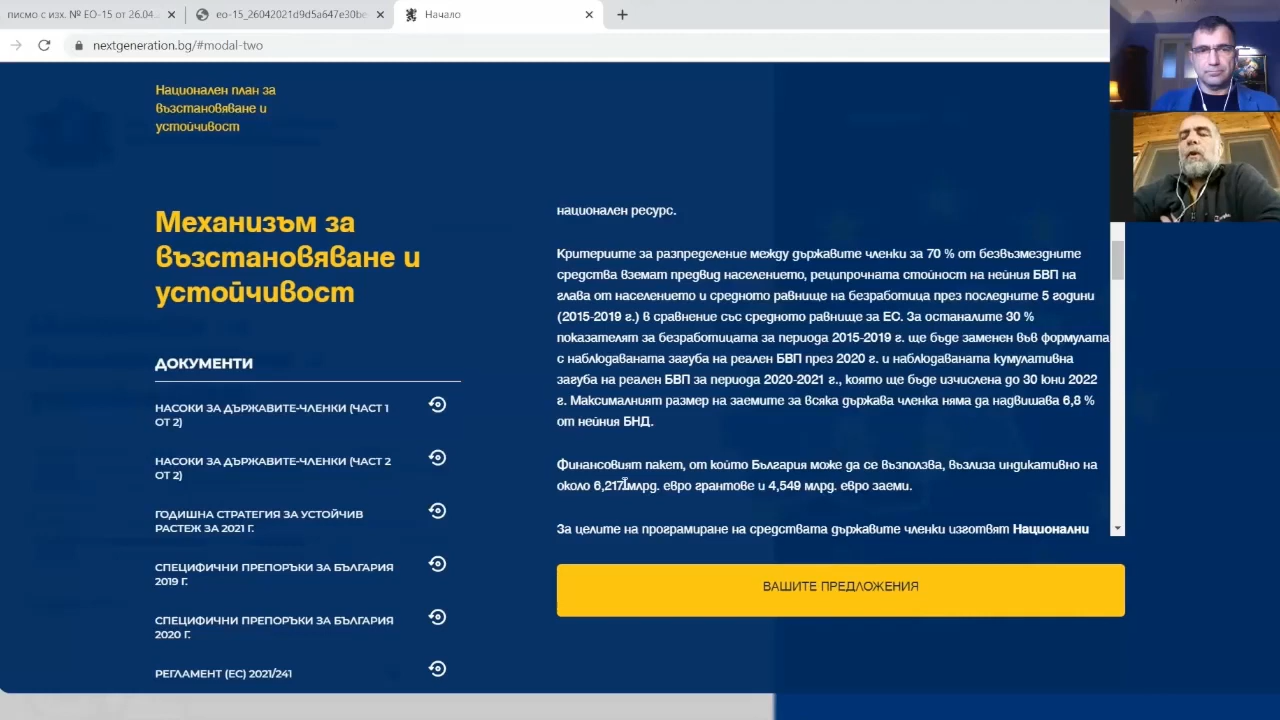 писмо с изх. № ЕО-15 от 26.04...
eo-15_26042021d9d5a647e30be
Начало
nextgeneration.bg/#modal-two
Национален план за
възстановяване и
устойчивост
Механизъм за
възстановяване и
устойчивост
ДОКУМЕНТИ
НАСОКИ ЗА ДЪРЖАВИТЕ-ЧЛЕНКИ (ЧАСТ 1
ОТ 2)
НАСОКИ ЗА ДЪРЖАВИТЕ-ЧЛЕНКИ (ЧАСТ 2
ОТ 2)
ГОДИШНА СТРАТЕГИЯ ЗА УСТОЙЧИВ
РАСТЕЖ ЗА 2021 Г.
СПЕЦИФИЧНИ ПРЕПОРЪКИ ЗА БЪЛГАРИЯ
2019 Г.
СПЕЦИФИЧНИ ПРЕПОРЪКИ ЗА БЪЛГАРИЯ
2020 Г.
РЕГЛАМЕНТ (ЕС) 2021/241
национален ресурс.
Критериите за разпределение между държавите членки за 70 % от безвъзмездните
средства вземат предвид населението, реципрочната стойност на нейния БВП на
глава от населението и средното равнище на безработица през последните 5 години
(2015-2019 г.) в сравнение със средното равнище за ЕС. За останалите 30 %
показателят за безработицата за периода 2015-2019 г. ще бъде заменен във формулата
с наблюдаваната загуба на реален БВП през 2020 г. и наблюдаваната кумулативна
загуба на реален БВП за периода 2020-2021 г., която ще бъде изчислена до 30 юни 2022
г. Максималният размер на заемите за всяка държава членка няма да надвишава 6,8 %
от нейния БНД.
Финансовият пакет, от който България може да се възползва, възлиза индикативно на
около 6,217 млрд. евро грантове и 4,549 млрд. евро заеми.
За целите на програмиране на средствата държавите членки изготвят Национални
ВАШИТЕ ПРЕДЛОЖЕНИЯ